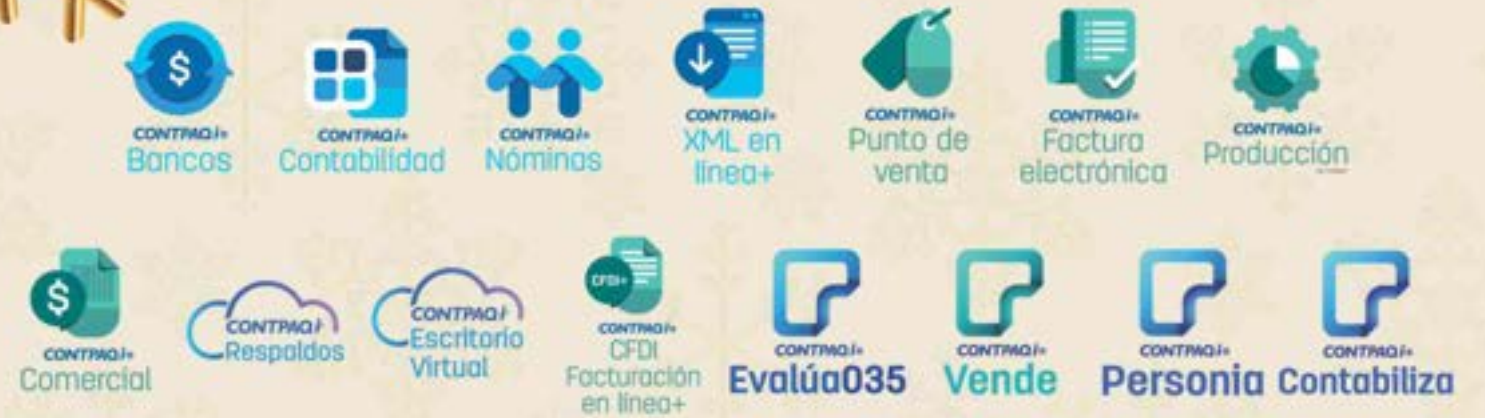 $
CONTPAQi®
Bancos
CONTPAQi®
Contabilidad
CONTPAQi®
Nóminas
CONTPAQi®
XML en
línea+
CONTPAQi®
Punto de
venta
CONTPAQi®
Factura
electrónica
CONTPAQi®
Producción
$
CONTPAQi®
Comercial
CONTPAQi
Respaldos
CONTPAQi
Escritorio
Virtual
CFDI+
CONTPAQi®
CFDI
Facturación
en línea+
CONTPAQi®
Evalúa035
CONTPAQi®
Vende
CONTPAQi®
Personia
CONTPAQi®
Contabiliza